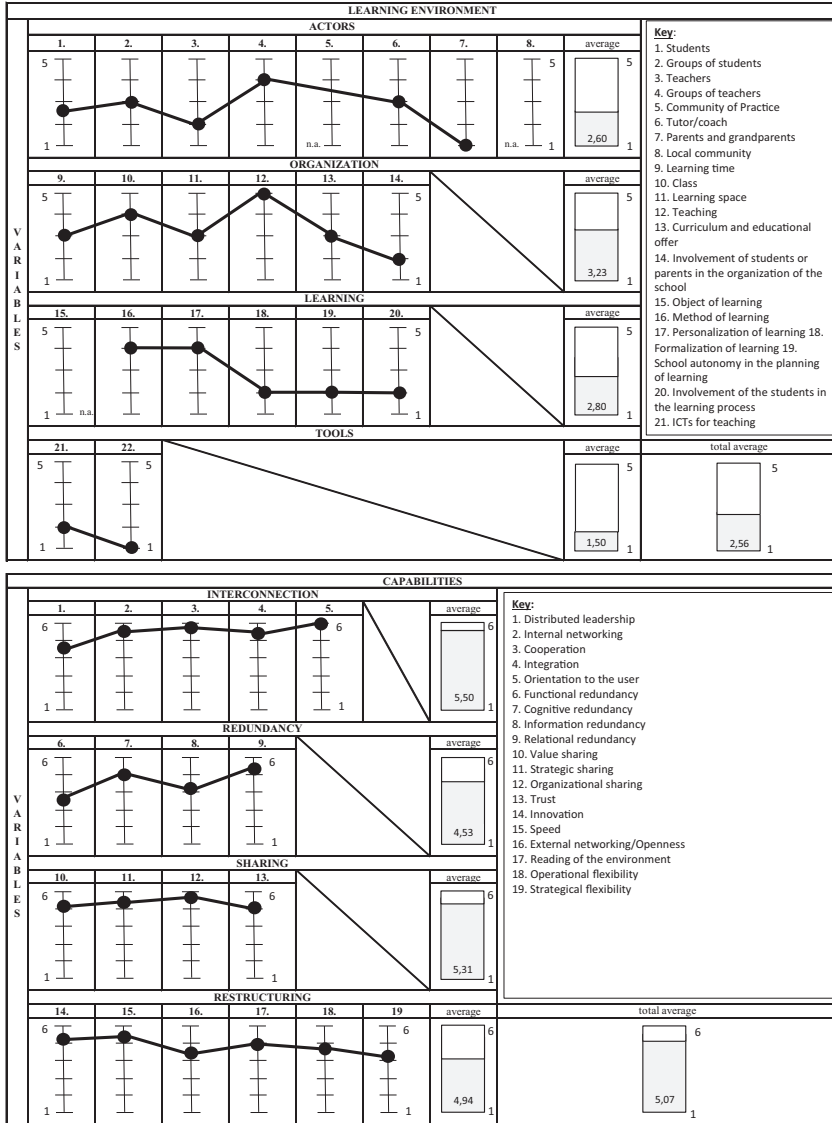 LEARNING ENVIRONMENT
ACTORS
1. 2. 3. 4. 5. 6. 7. 8. average
5 5 5
n.a. n.a.
1 1 2,60 1
ORGANIZATION
9. 10. 11. 12. 13. 14.
5 5 5
1 1 3,23 1
LEARNING
15. 16. 17. 18. 19. 20. average
5 5 5
1 n.a. 1 2,80 1
TOOLS
21. 22. average total average
5 5 5 5
1 1 1,50 1 2,56 1
VARIABLES
Key:
1. Students
2. Groups of students
3. Teachers
4. Groups of teachers
5. Community of Practice
6. Tutor/coach
7. Parents and grandparents
8. Local community
9. Learning time
10. Class
11. Learning space
12. Teaching
13. Curriculum and educational
offer
14. Involvement of students or
parents in the organization of the
school
15. Object of learning
16. Method of learning
17. Personalization of learning 18.
Formalization of learning 19.
School autonomy in the planning
of learning
20. Involvement of the students in
the learning process
21. ICTs for teaching
CAPABILITIES
INTERCONNECTION
1. 2. 3. 4. 5. average
6 6 6
1 1 5,50 1
REDUNDANCY
6. 7. 8. 9. average
6 6 6
1 1 4,53 1
SHARING
10. 11. 12. 13. average
6 6 6
1 1 5,31 1
RESTRUCTURING
14. 15. 16. 17. 18. 19 average total average
6 6 6 6
1 1 4,94 1 5,07 1
VARIABLES
Key:
1. Distributed leadership
2. Internal networking
3. Cooperation
4. Integration
5. Orientation to the user
6. Functional redundancy
7. Cognitive redundancy
8. Information redundancy
9. Relational redundancy
10. Value sharing
11. Strategic sharing
12. Organizational sharing
13. Trust
14. Innovation
15. Speed
16. External networking/Openness
17. Reading of the environment
18. Operational flexibility
19. Strategical flexibility